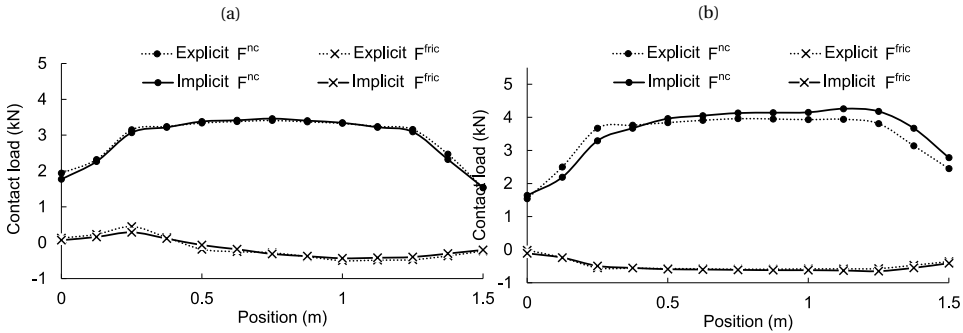 (a)
Explicit F^nc
Explicit F^fric
Implicit F^nc
Implicit F^fric
Contact load (kN)
5
4
3
2
1
0
-1
0
0.5
1
1.5
Position (m)
(b)
Explicit F^nc
Explicit F^fric
Implicit F^nc
Implicit F^fric
Contact load (kN)
5
4
3
2
1
0
-1
0
0.5
1
1.5
Position (m)